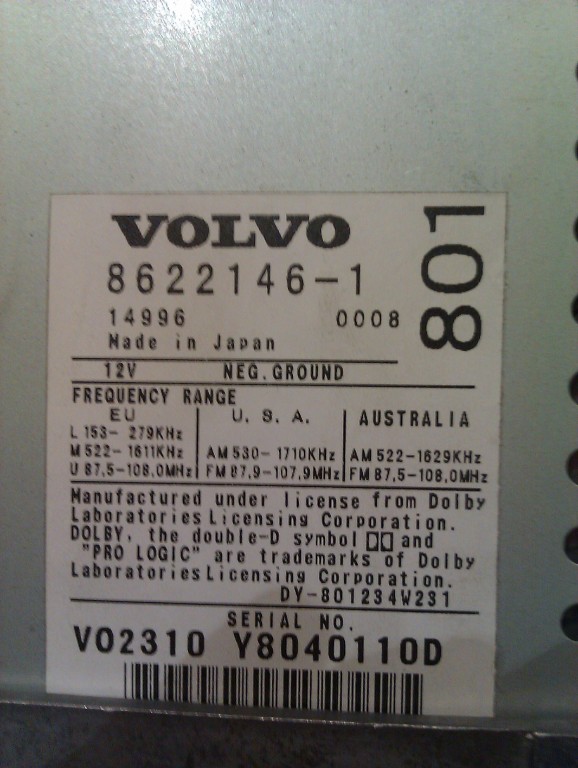 VOLVO
801
8622146-1
14996 0008
Made in Japan
12V NEG.GROUND
FREQUENCY RANGE
EU U.S.A. AUSTRALIA
L 153- 279KHz
M 522- 1611KHz AM 530- 1710KHz AM 522-1629KHz
U 87,5-108,0MHz FM 87,9-107,9MHz FM 87,5-108,0MHz
Manufactured under license from Dolby
Laboratories Licensing Corporation.
DOLBY, the double-D symbol and
"PRO LOGIC" are trademarks of Dolby
Laboratories Licensing Corporation.
DY-801234W231
SERIAL NO.
VO2310 Y8040110D